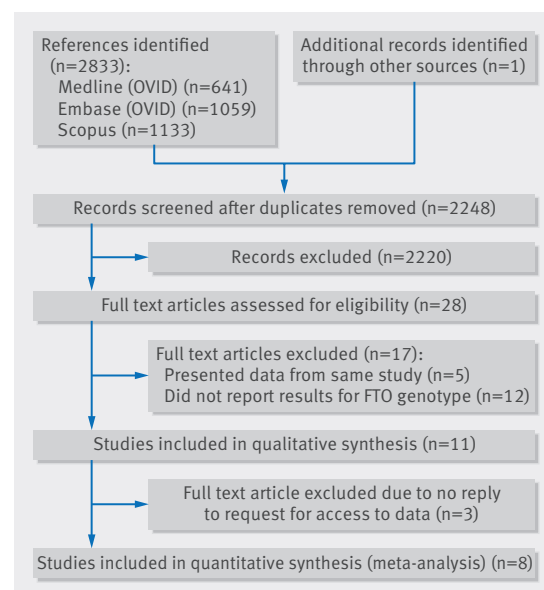 References identified
(n=2833):
Medline (OVID) (n=641)
Embase (OVID) (n=1059)
Scopus (n=1133)
Additional records identified
through other sources (n=1)
Records screened after duplicates removed (n=2248)
Records excluded (n=2220)
Full text articles assessed for eligibility (n=28)
Full text articles excluded (n=17):
Presented data from same study (n=5)
Did not report results for FTO genotype (n=12)
Studies included in qualitative synthesis (n=11)
Full text article excluded due to no reply
to request for access to data (n=3)
Studies included in quantitative synthesis (meta-analysis) (n=8)